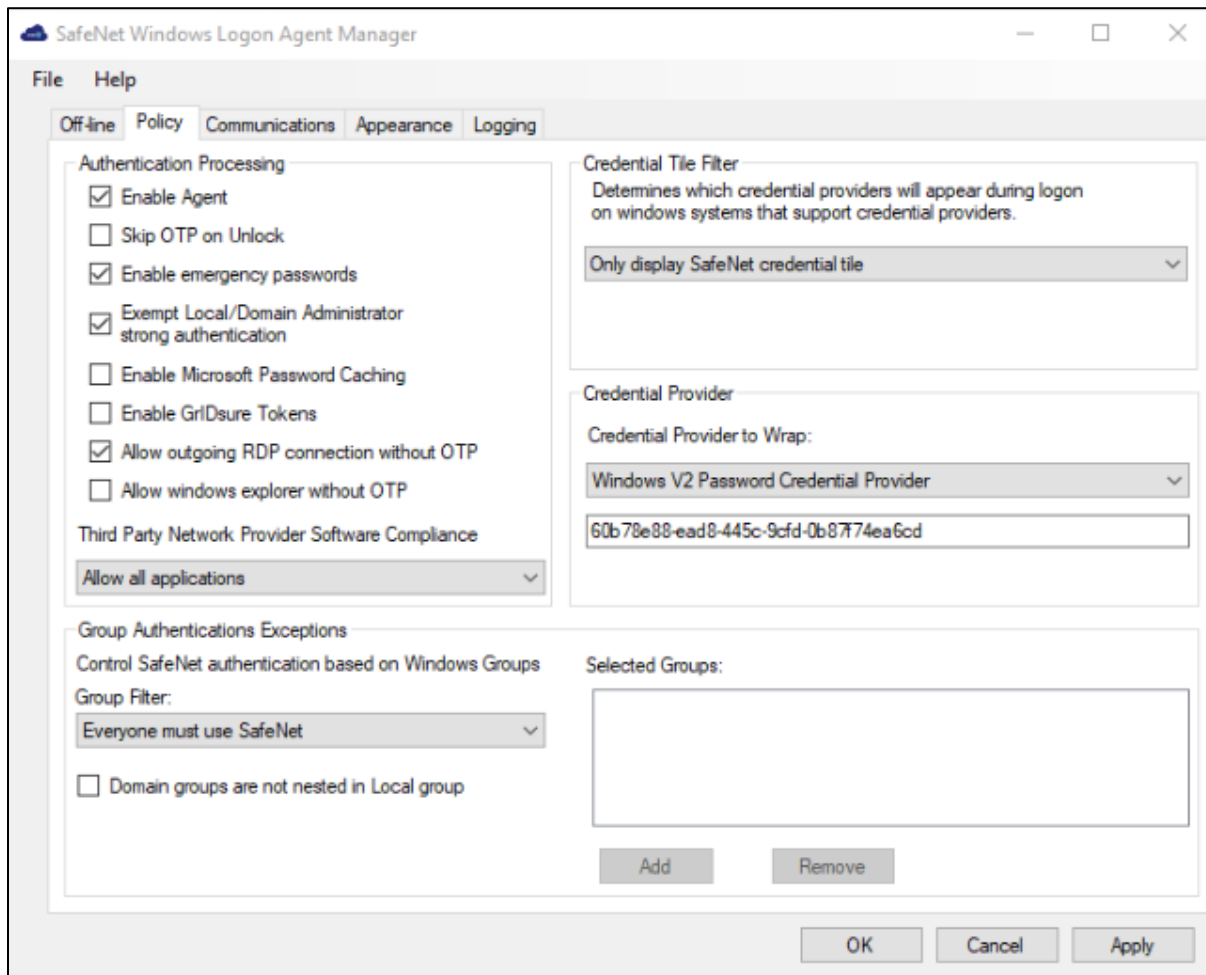 SafeNet Windows Logon Agent Manager
File Help
Off-line Policy Communications Appearance Logging
Authentication Processing
Enable Agent
Skip OTP on Unlock
Enable emergency passwords
Exempt Local/Domain Administrator
strong authentication
Enable Microsoft Password Caching
Enable GrIDsure Tokens
Allow outgoing RDP connection without OTP
Allow windows explorer without OTP
Third Party Network Provider Software Compliance
Allow all applications
Credential Tile Filter
Determines which credential providers will appear during logon
on windows systems that support credential providers.
Only display SafeNet credential tile
Credential Provider
Credential Provider to Wrap:
Windows V2 Password Credential Provider
60b78e88-ead8-445c-9cfd-0b87f74ea6cd
Group Authentications Exceptions
Control SafeNet authentication based on Windows Groups
Group Filter:
Everyone must use SafeNet
Domain groups are not nested in Local group
Selected Groups:
Add Remove
OK Cancel Apply